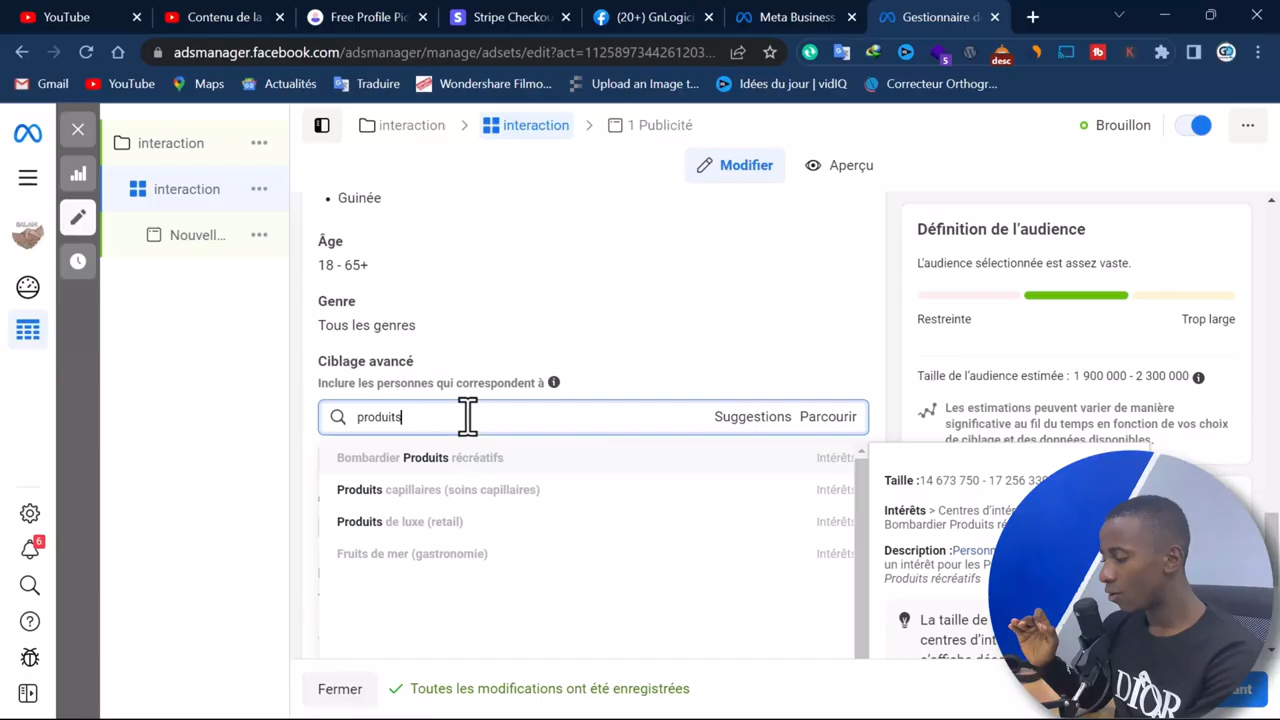 YouTube
Contenu de la
Free Profile Pic
Stripe Checkou
(20+) GnLogic
Meta Business
Gestionnaire d
adsmanager.facebook.com/adsmanager/manage/adsets/edit?act=1125897344261203...
desc
fb
S
K
Gmail
YouTube
Maps
Actualités
Traduire
Wondershare Filmo...
Upload an Image t...
Idées du jour | vidIQ
Correcteur Orthogr...
interaction
interaction
Nouvell...
interaction
interaction
1 Publicité
Brouillon
Modifier
Aperçu
Guinée
Âge
18 - 65+
Genre
Tous les genres
Ciblage avancé
Inclure les personnes qui correspondent à
produits
Suggestions
Parcourir
Bombardier Produits récréatifs
Intérêts
Produits capillaires (soins capillaires)
Intérêts
Produits de luxe (retail)
Intérêts
Fruits de mer (gastronomie)
Intérêts
Définition de l'audience
L'audience sélectionnée est assez vaste.
Restreinte
Trop large
Taille de l'audience estimée : 1 900 000 - 2 300 000
Les estimations peuvent varier de manière
significative au fil du temps en fonction de vos choix
de ciblage et des données disponibles.
Taille :14 673 750 - 17 256 330
Intérêts > Centres d'inté
Bombardier Produits ré
Description :Personn
un intérêt pour les P
Produits récréatifs
La taille de
centres d'int
6
Fermer
Toutes les modifications ont été enregistrées
DIOR